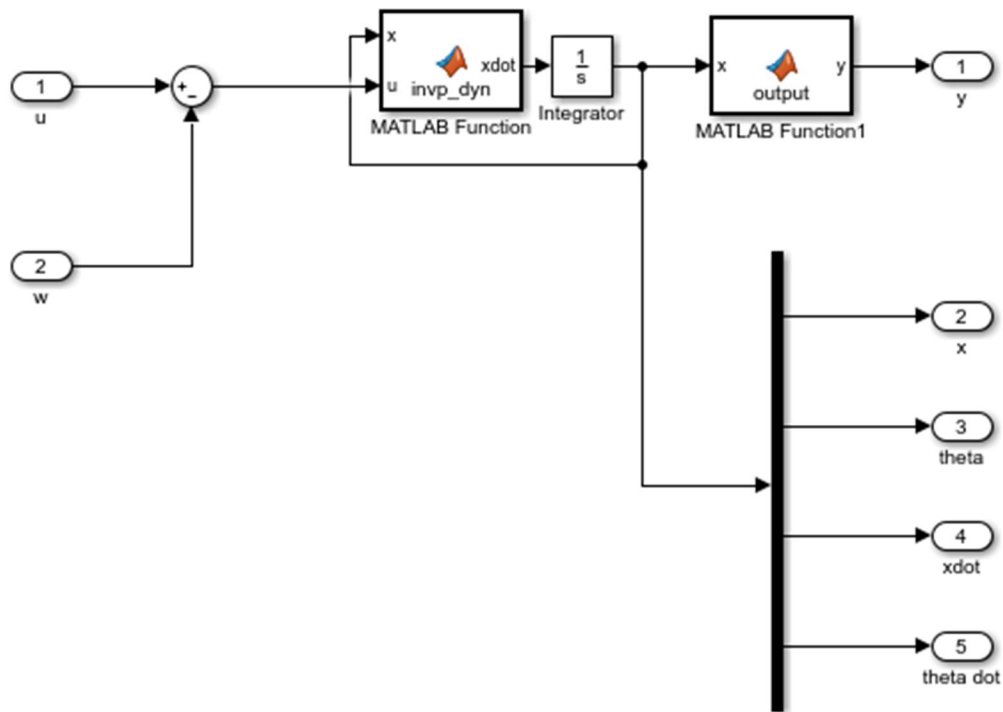 1
u
+
−
2
w
x
u
xdot
invp_dyn
MATLAB Function
1
s
Integrator
x
y
output
MATLAB Function1
1
y
2
x
3
theta
4
xdot
5
theta dot